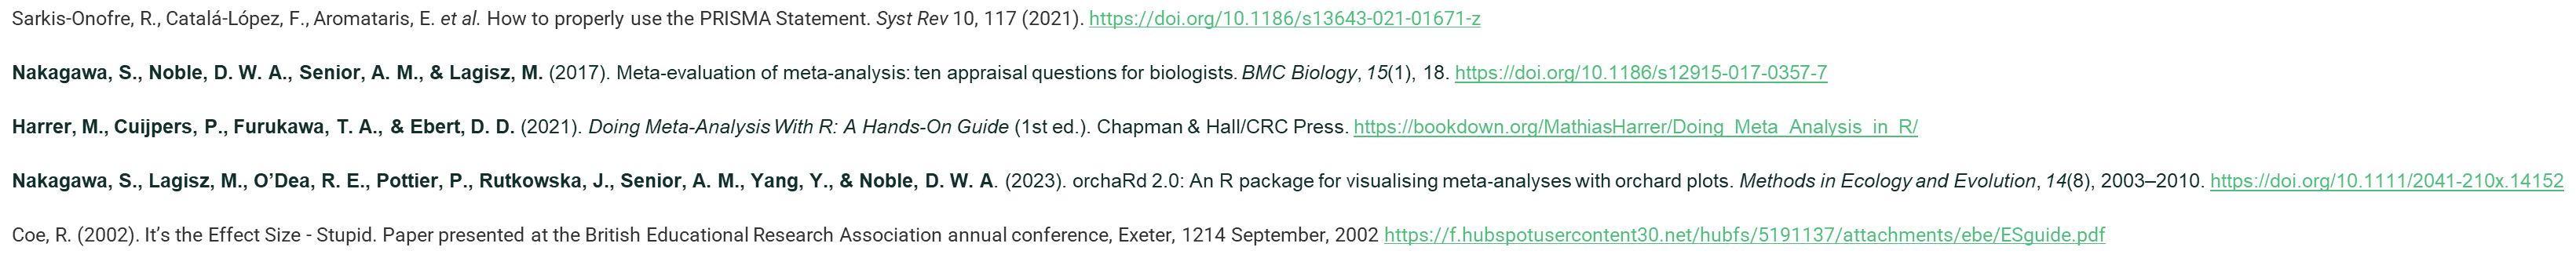 Sarkis-Onofre, R., Catalá-López, F., Aromataris, E. et al. How to properly use the PRISMA Statement. Syst Rev 10, 117 (2021). https://doi.org/10.1186/s13643-021-01671-z
Nakagawa, S., Noble, D. W. A., Senior, A. M., & Lagisz, M. (2017). Meta-evaluation of meta-analysis: ten appraisal questions for biologists. BMC Biology, 15(1), 18. https://doi.org/10.1186/s12915-017-0357-7
Harrer, M., Cuijpers, P., Furukawa, T. A., & Ebert, D. D. (2021). Doing Meta-Analysis With R: A Hands-On Guide (1st ed.). Chapman & Hall/CRC Press. https://bookdown.org/MathiasHarrer/Doing_Meta_Analysis_in_R/
Nakagawa, S., Lagisz, M., O’Dea, R. E., Pottier, P., Rutkowska, J., Senior, A. M., Yang, Y., & Noble, D. W. A. (2023). orchaRd 2.0: An R package for visualising meta-analyses with orchard plots. Methods in Ecology and Evolution, 14(8), 2003–2010. https://doi.org/10.1111/2041-210x.14152
Coe, R. (2002). It’s the Effect Size - Stupid. Paper presented at the British Educational Research Association annual conference, Exeter, 1214 September, 2002 https://f.hubspotusercontent30.net/hubfs/5191137/attachments/ebe/ESguide.pdf